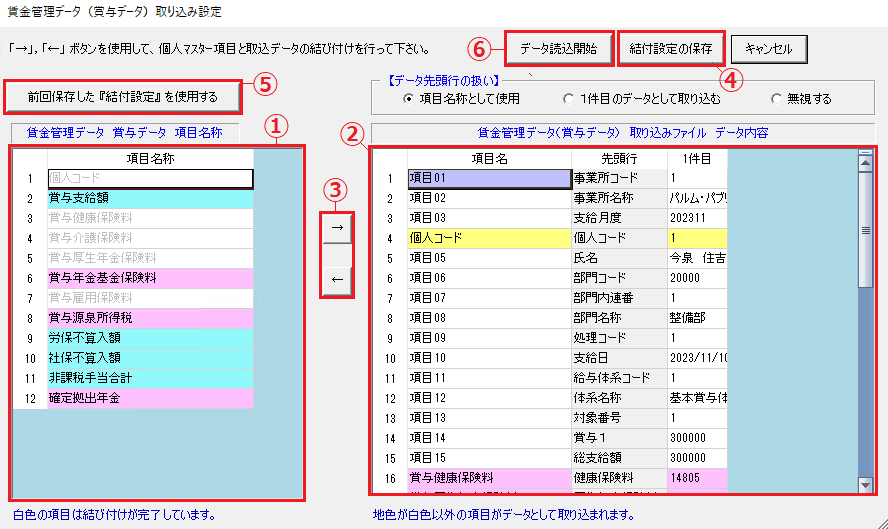 賃金管理データ（賞与データ）取り込み設定
「→」,「←」ボタンを使用して、個人マスター項目と取込データの結び付けを行って下さい。
⑥ データ読込開始 結付設定の保存 キャンセル
④
⑤
前回保存した『結付設定』を使用する
【データ先頭行の扱い】
項目名称として使用 1件目のデータとして取り込む 無視する
賃金管理データ 賞与データ 項目名称 ①
② 賃金管理データ(賞与データ) 取り込みファイル データ内容
項目名称
1 個人コード
2 賞与支給額
3 賞与健康保険料
4 賞与介護保険料
5 賞与厚生年金保険料
6 賞与年金基金保険料
7 賞与雇用保険料
8 賞与源泉所得税
9 労保不算入額
10 社保不算入額
11 非課税手当合計
12 確定拠出年金
③
→
←
項目名 先頭行 1件目
1 項目01 事業所コード 1
2 項目02 事業所名称 パルム・パブリ
3 項目03 支給月度 202311
4 個人コード 個人コード 1
5 項目05 氏名 今泉 住吉
6 項目06 部門コード 20000
7 項目07 部門内連番 1
8 項目08 部門名称 整備部
9 項目09 処理コード 1
10 項目10 支給日 2023/11/10
11 項目11 給与体系コード 1
12 項目12 体系名称 基本賞与体
13 項目13 対象番号 1
14 項目14 賞与1 300000
15 項目15 総支給額 300000
16 賞与健康保険料 健康保険料 14805
白色の項目は結び付けが完了しています。
地色が白色以外の項目がデータとして取り込まれます。